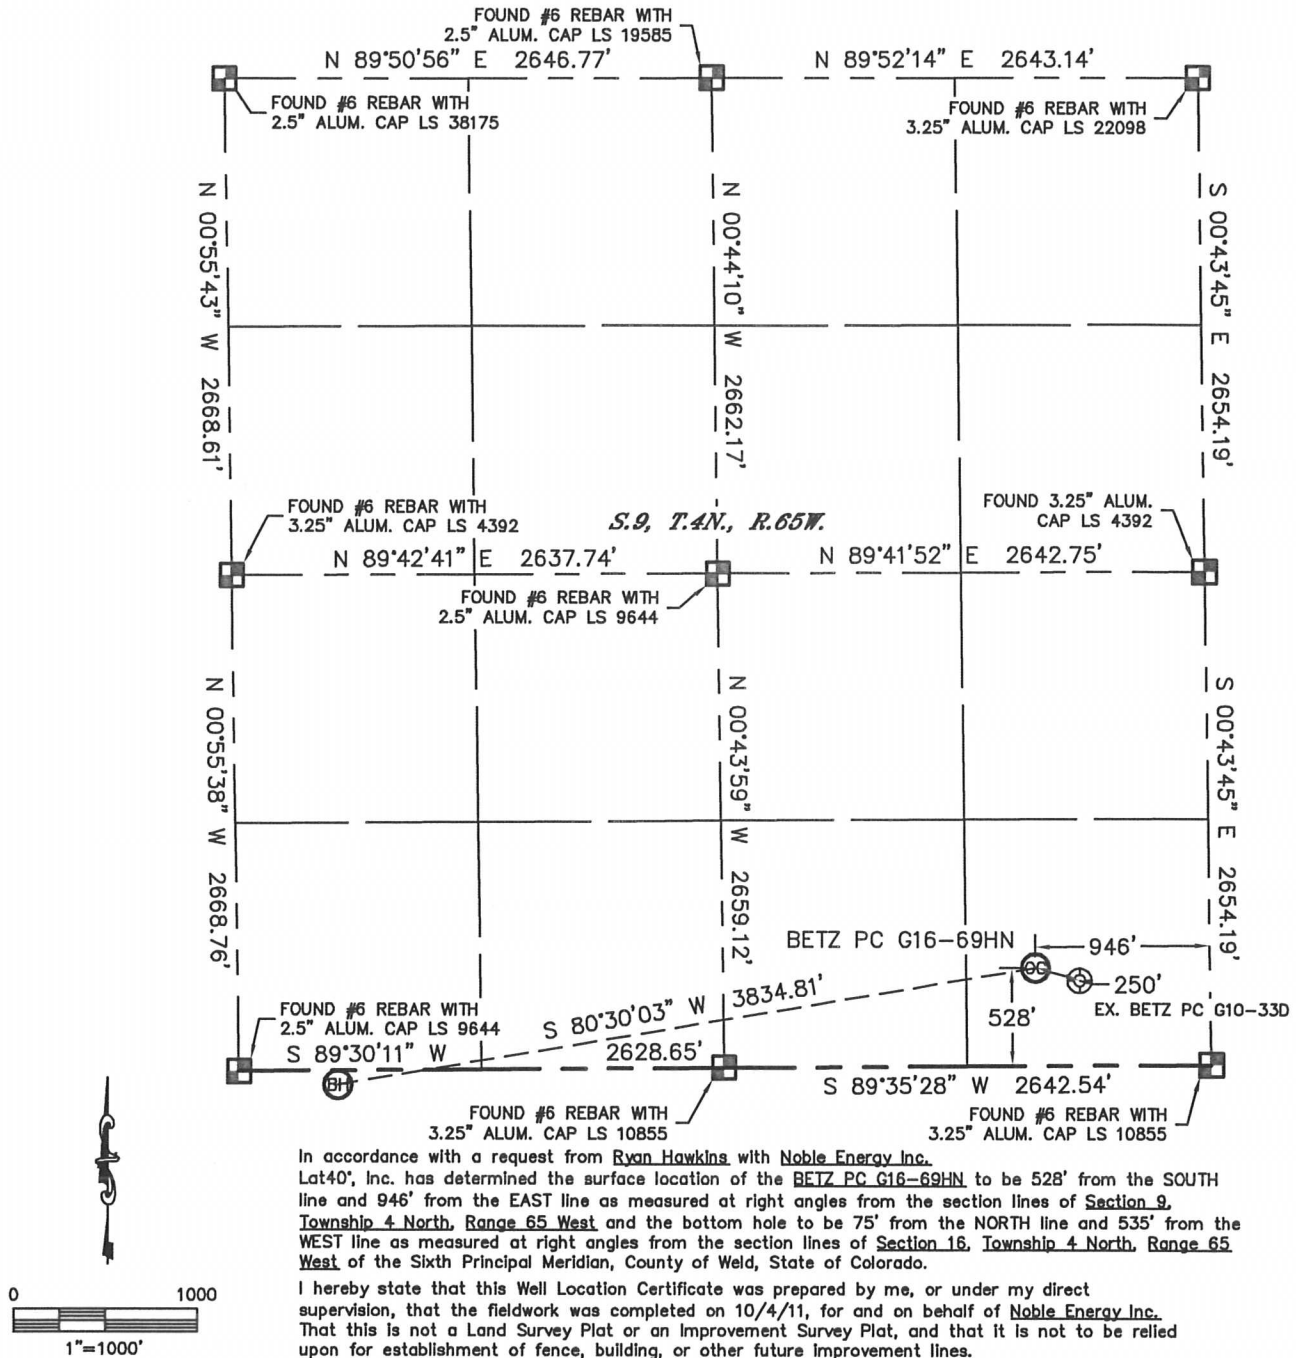 FOUND #6 REBAR WITH
2.5" ALUM. CAP LS 19585
N 89°50'56" E 2646.77'
N 89°52'14" E 2643.14'
FOUND #6 REBAR WITH
2.5" ALUM. CAP LS 38175
FOUND #6 REBAR WITH
3.25" ALUM. CAP LS 22098
N 00°55'43" W 2668.61'
N 00°44'10" W 2662.17'
S 00°43'45" E 2654.19'
FOUND #6 REBAR WITH
3.25" ALUM. CAP LS 4392
S.9, T.4N., R.65W.
FOUND 3.25" ALUM.
CAP LS 4392
N 89°42'41" E 2637.74'
N 89°41'52" E 2642.75'
FOUND #6 REBAR WITH
2.5" ALUM. CAP LS 9644
N 00°55'38" W 2668.76'
N 00°43'59" W 2659.12'
S 00°43'45" E 2654.19'
BETZ PC G16-69HN
946'
250'
EX. BETZ PC G10-33D
528'
S 80°30'03" W 3834.81'
FOUND #6 REBAR WITH
2.5" ALUM. CAP LS 9644
S 89°30'11" W 2628.65'
BH
S 89°35'28" W 2642.54'
FOUND #6 REBAR WITH
3.25" ALUM. CAP LS 10855
FOUND #6 REBAR WITH
3.25" ALUM. CAP LS 10855
In accordance with a request from Ryan Hawkins with Noble Energy Inc.
Lat40°, Inc. has determined the surface location of the BETZ PC G16-69HN to be 528' from the SOUTH
line and 946' from the EAST line as measured at right angles from the section lines of Section 9,
Township 4 North, Range 65 West and the bottom hole to be 75' from the NORTH line and 535' from the
WEST line as measured at right angles from the section lines of Section 16, Township 4 North, Range 65
West of the Sixth Principal Meridian, County of Weld, State of Colorado.
I hereby state that this Well Location Certificate was prepared by me, or under my direct
supervision, that the fieldwork was completed on 10/4/11, for and on behalf of Noble Energy Inc.
That this is not a Land Survey Plat or an Improvement Survey Plat, and that it is not to be relied
upon for establishment of fence, building, or other future improvement lines.
0 1000
1"=1000'